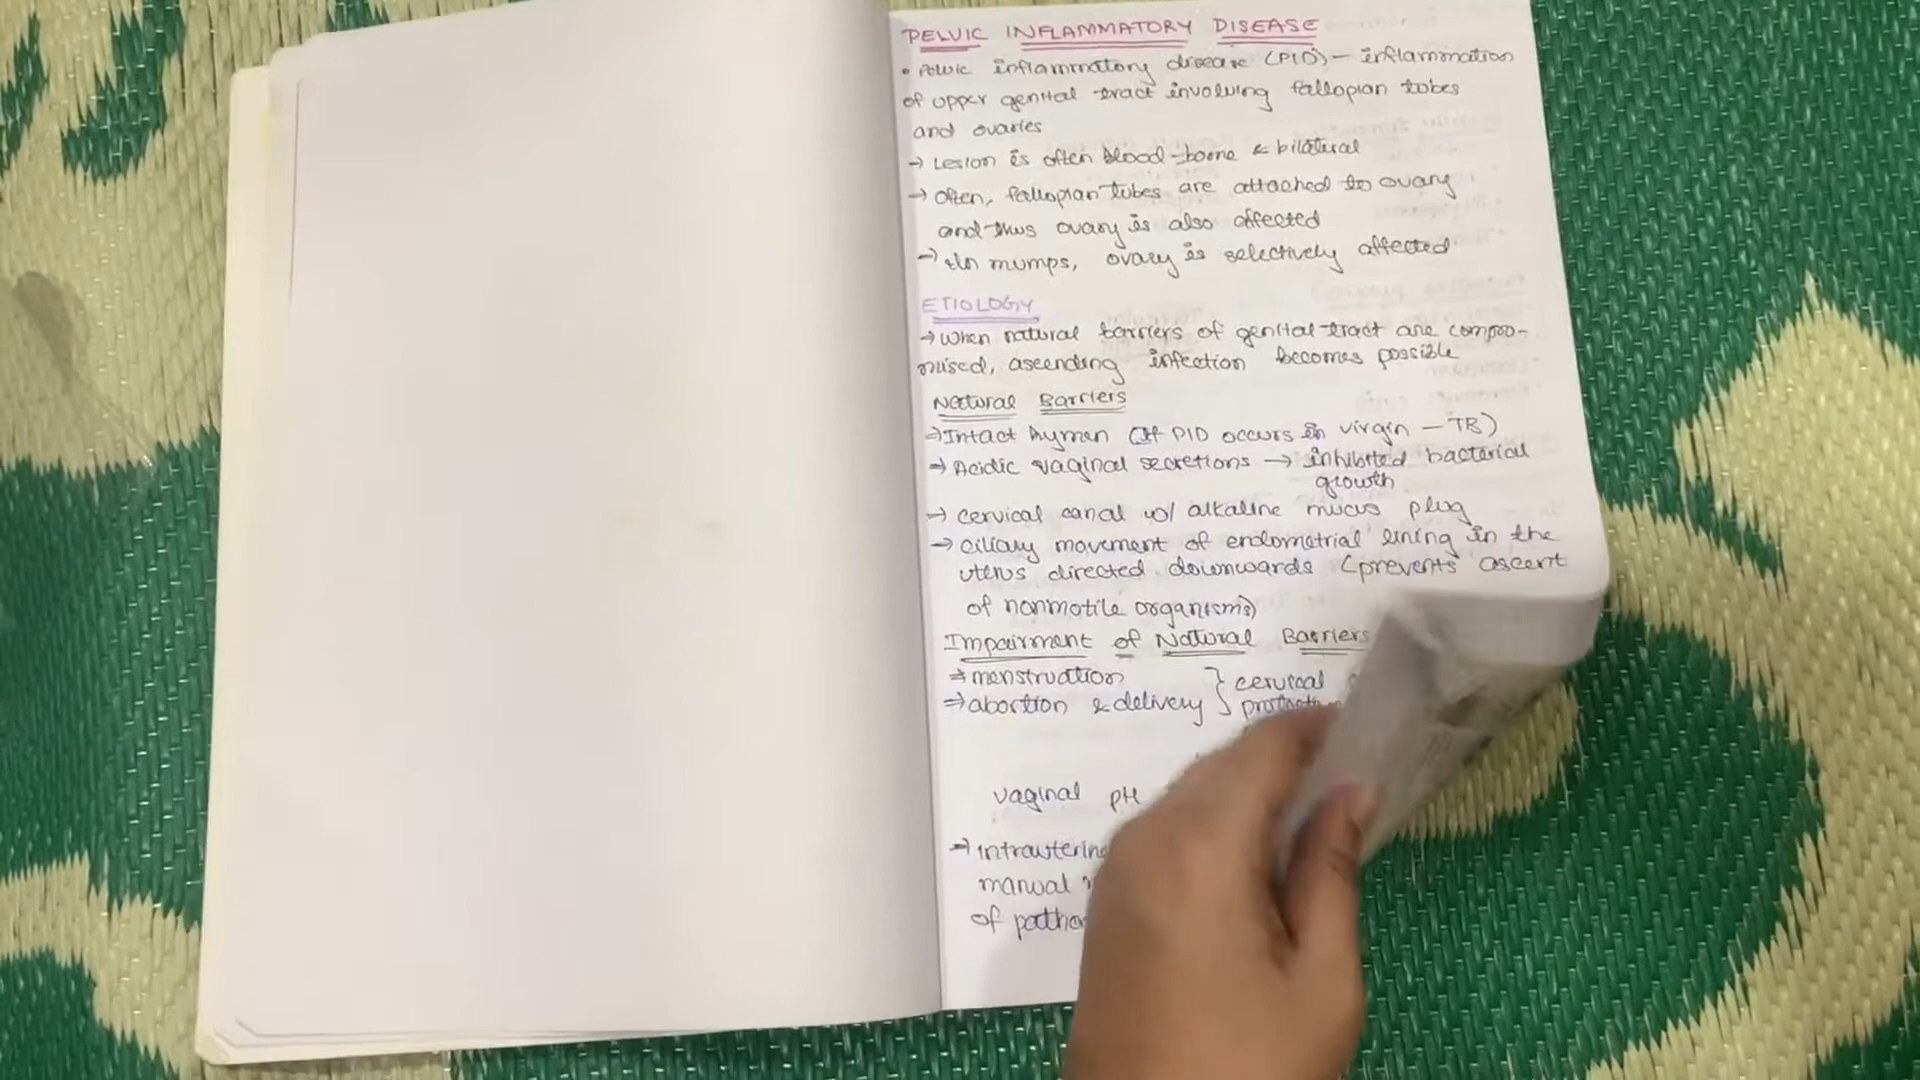 PELVIC INFLAMMATORY DISEASE
• Pelvic inflammatory disease (PID) — inflammation
of upper genital tract involving fallopian tubes
and ovaries
→ Lesion is often blood-borne & bilateral
→ Often, fallopian tubes are attached to ovary
and thus ovary is also affected
→ In mumps, ovary is selectively affected
ETIOLOGY
→ When natural barriers of genital tract are compro-
mised, ascending infection becomes possible
Natural Barriers
→ Intact hymen (If PID occurs in virgin — TB)
→ Acidic vaginal secretions → inhibited bacterial
growth
→ cervical canal w/ alkaline mucus plug
→ ciliary movement of endometrial lining in the
uterus directed downwards (prevents ascent
of nonmotile organisms)
Impairment of Natural Barriers
→ menstruation } cervical
→ abortion & delivery
vaginal pH
→
manual
of